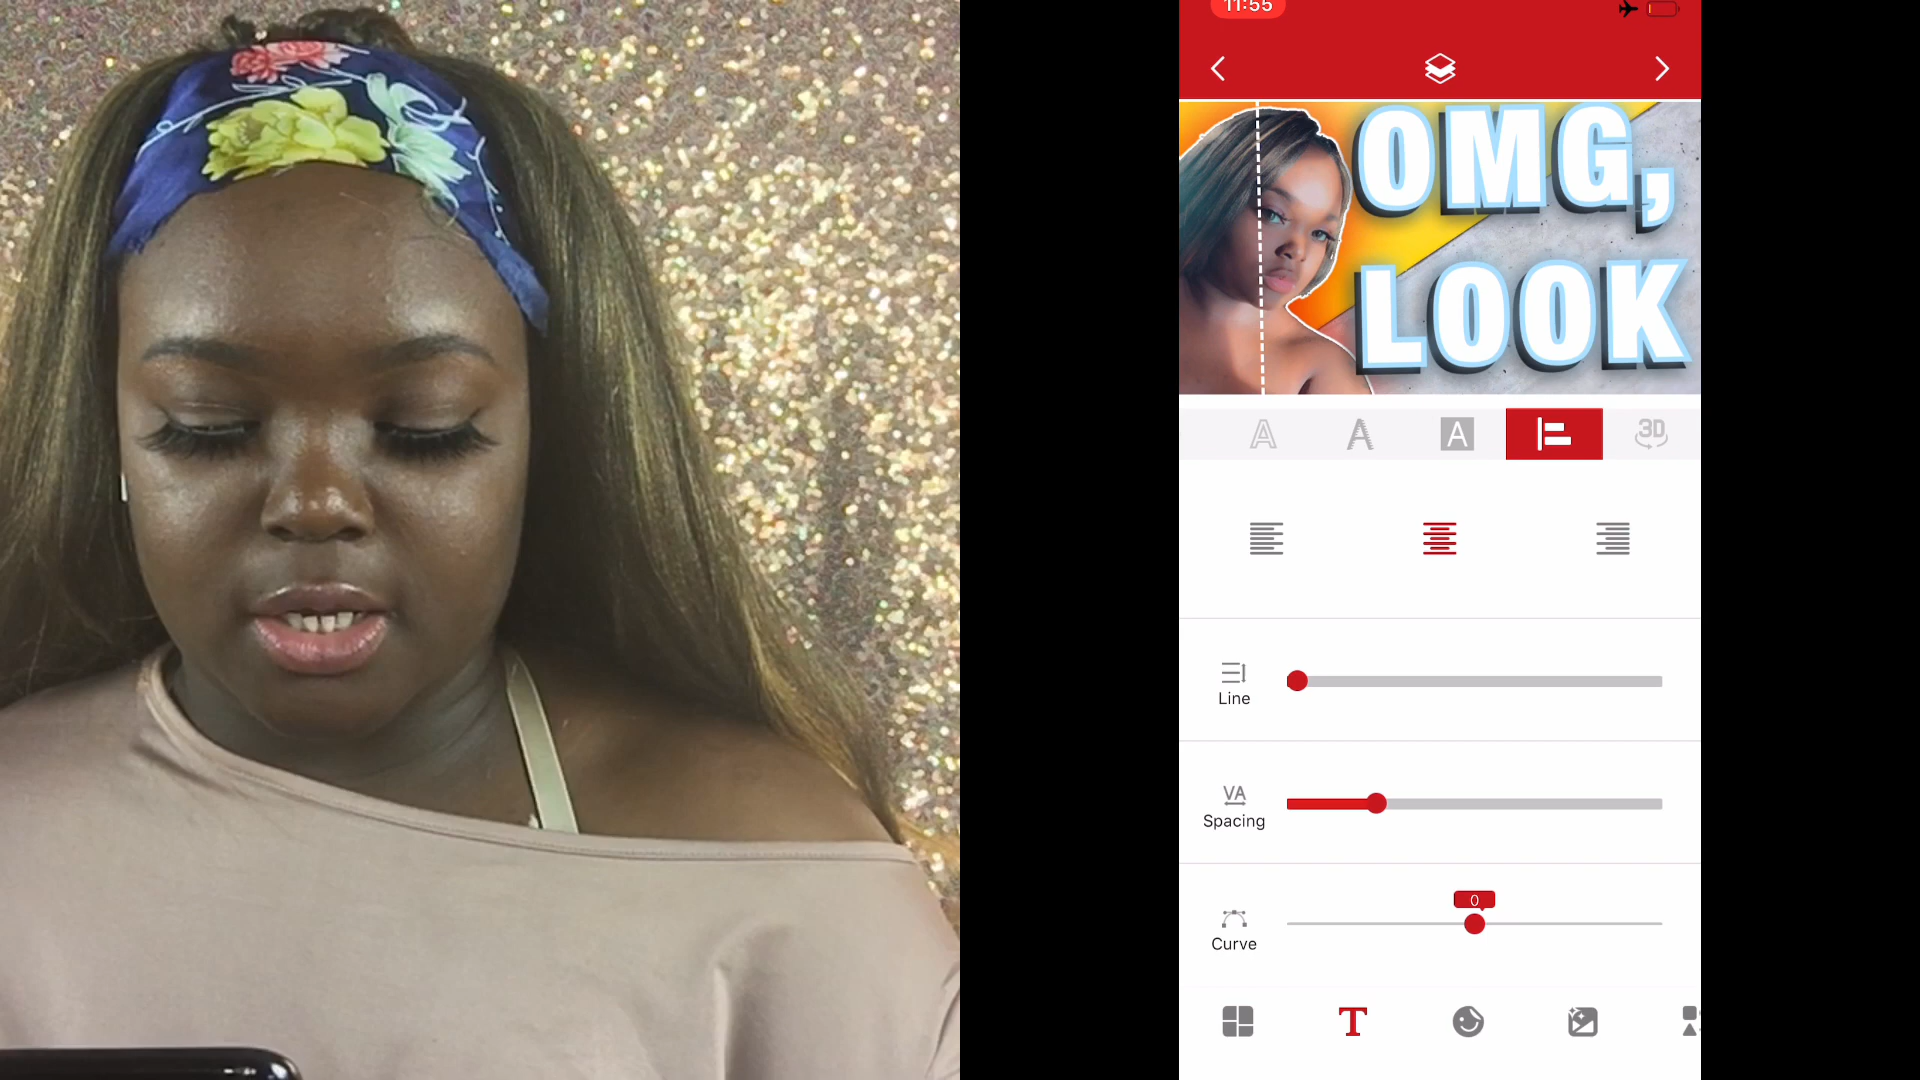 11:55
OMG,
LOOK
A
A
A
3D
Line
VA
Spacing
0
Curve
T